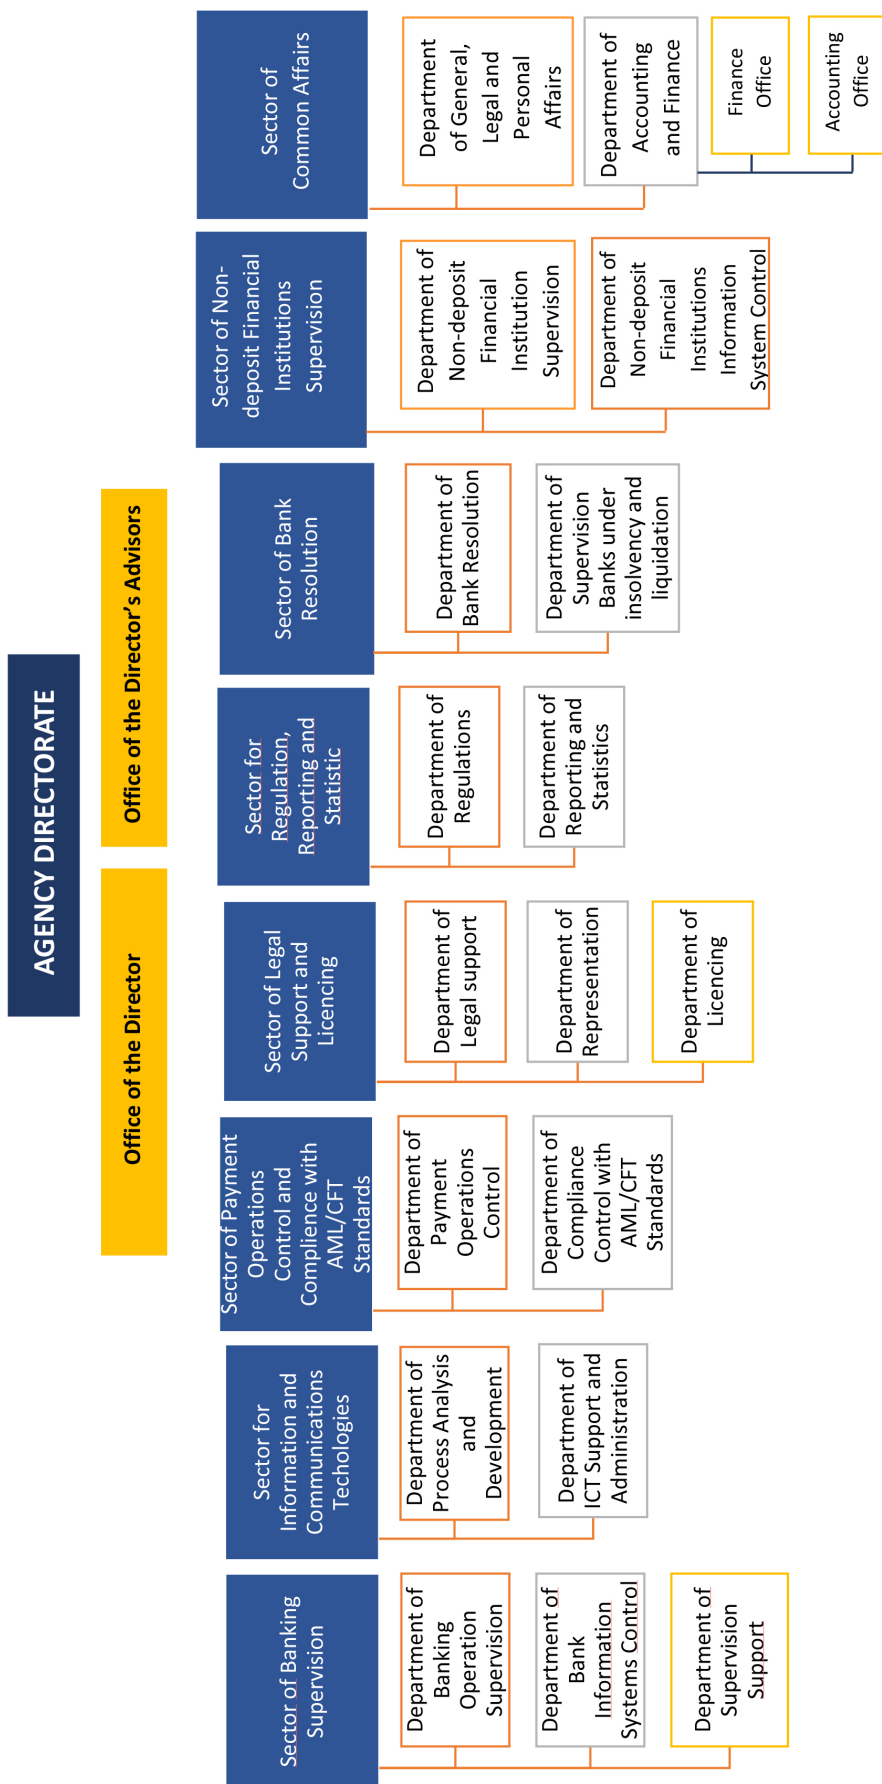 AGENCY DIRECTORATE
Office of the Director
Office of the Director’s Advisors
Sector of Banking
Supervision
Department of
Banking
Operation
Supervision
Department of
Bank
Information
Systems Control
Department of
Supervision
Support
Sector for
Information and
Communications
Techologies
Department of
Process Analysis
and
Development
Department of
ICT Support and
Administration
Sector of Payment
Operations
Control and
Complience with
AML/CFT
Standards
Department of
Payment
Operations
Control
Department of
Compliance
Control with
AML/CFT
Standards
Sector of Legal
Support and
Licencing
Department of
Legal support
Department of
Representation
Department of
Licencing
Sector for
Regulation,
Reporting and
Statistic
Department of
Regulations
Department of
Reporting and
Statistics
Sector of Bank
Resolution
Department of
Bank Resolution
Department of
Supervision
Banks under
insolvency and
liquidation
Sector of Non-
deposit Financial
Institutions
Supervision
Department of
Non-deposit
Financial
Institution
Supervision
Department of
Non-deposit
Financial
Institutions
Information
System Control
Sector of
Common Affairs
Department
of General,
Legal and
Personal
Affairs
Department of
Accounting
and Finance
Finance
Office
Accounting
Office